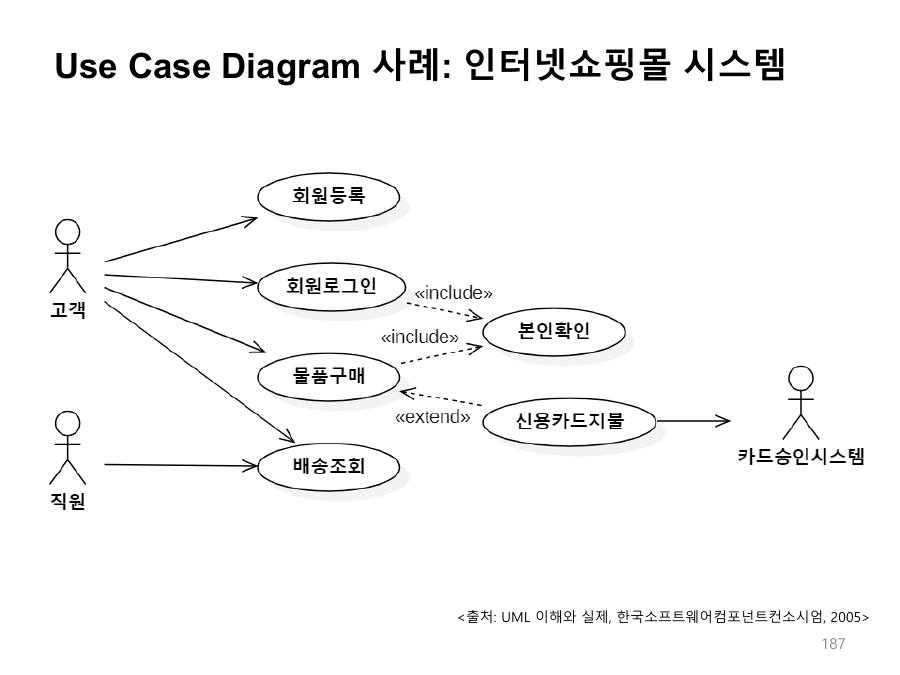 Use Case Diagram 사례: 인터넷쇼핑몰 시스템
회원등록
고객
회원로그인
«include»
본인확인
«include»
물품구매
«extend»
신용카드지불
카드승인시스템
배송조회
직원
<출처: UML 이해와 실제, 한국소프트웨어컴포넌트컨소시엄, 2005>
187